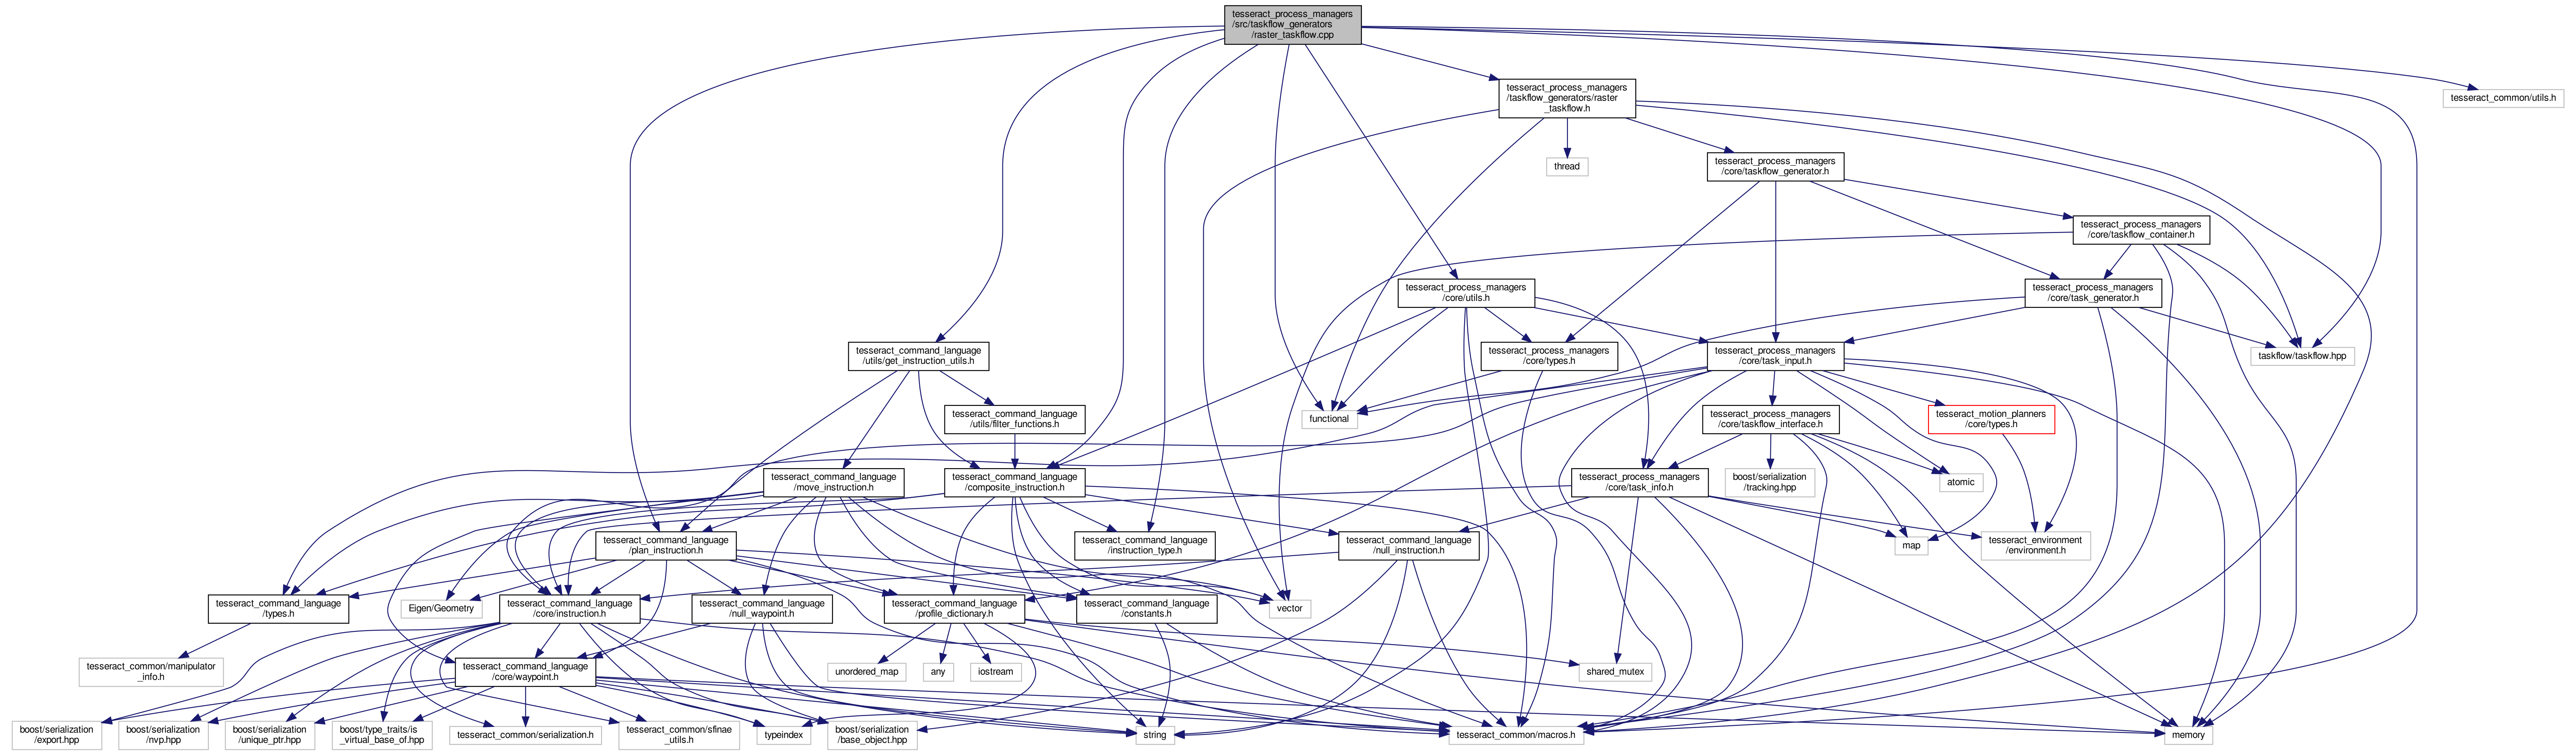 tesseract_process_managers
/src/taskflow_generators
/raster_taskflow.cpp
tesseract_process_managers
/taskflow_generators/raster
_taskflow.h
tesseract_common/utils.h
thread
tesseract_process_managers
/core/taskflow_generator.h
tesseract_process_managers
/core/taskflow_container.h
tesseract_process_managers
/core/utils.h
tesseract_process_managers
/core/task_generator.h
tesseract_command_language
/utils/get_instruction_utils.h
tesseract_process_managers
/core/types.h
tesseract_process_managers
/core/task_input.h
taskflow/taskflow.hpp
tesseract_command_language
/utils/filter_functions.h
functional
tesseract_process_managers
/core/taskflow_interface.h
tesseract_motion_planners
/core/types.h
tesseract_command_language
/move_instruction.h
tesseract_command_language
/composite_instruction.h
tesseract_process_managers
/core/task_info.h
boost/serialization
/tracking.hpp
atomic
tesseract_command_language
/plan_instruction.h
tesseract_command_language
/instruction_type.h
tesseract_command_language
/null_instruction.h
map
tesseract_environment
/environment.h
tesseract_command_language
/types.h
Eigen/Geometry
tesseract_command_language
/core/instruction.h
tesseract_command_language
/null_waypoint.h
tesseract_command_language
/profile_dictionary.h
tesseract_command_language
/constants.h
vector
tesseract_common/manipulator
_info.h
tesseract_command_language
/core/waypoint.h
unordered_map
any
iostream
shared_mutex
boost/serialization
/export.hpp
boost/serialization
/nvp.hpp
boost/serialization
/unique_ptr.hpp
boost/type_traits/is
_virtual_base_of.hpp
tesseract_common/serialization.h
tesseract_common/sfinae
_utils.h
typeindex
boost/serialization
/base_object.hpp
string
tesseract_common/macros.h
memory